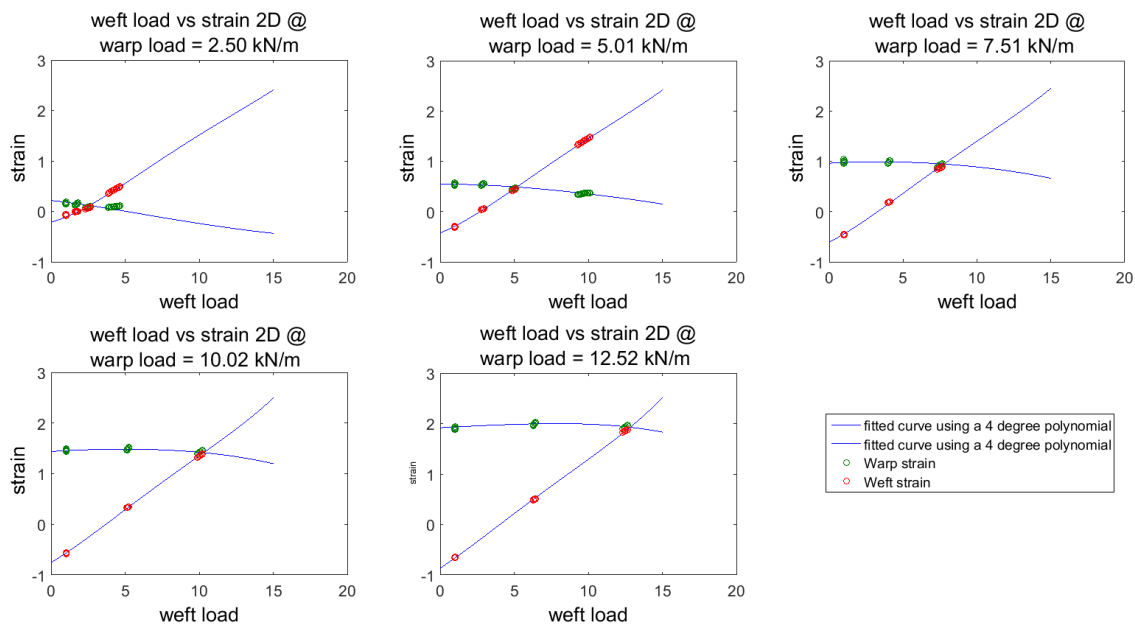 weft load vs strain 2D @
warp load = 2.50 kN/m
3
2
1
0
-1
strain
0
5
10
15
20
weft load
weft load vs strain 2D @
warp load = 5.01 kN/m
3
2
1
0
-1
strain
0
5
10
15
20
weft load
weft load vs strain 2D @
warp load = 7.51 kN/m
3
2
1
0
-1
strain
0
5
10
15
20
weft load
weft load vs strain 2D @
warp load = 10.02 kN/m
3
2
1
0
-1
strain
0
5
10
15
20
weft load
weft load vs strain 2D @
warp load = 12.52 kN/m
3
2
1
0
-1
strain
0
5
10
15
20
weft load
fitted curve using a 4 degree polynomial
fitted curve using a 4 degree polynomial
Warp strain
Weft strain